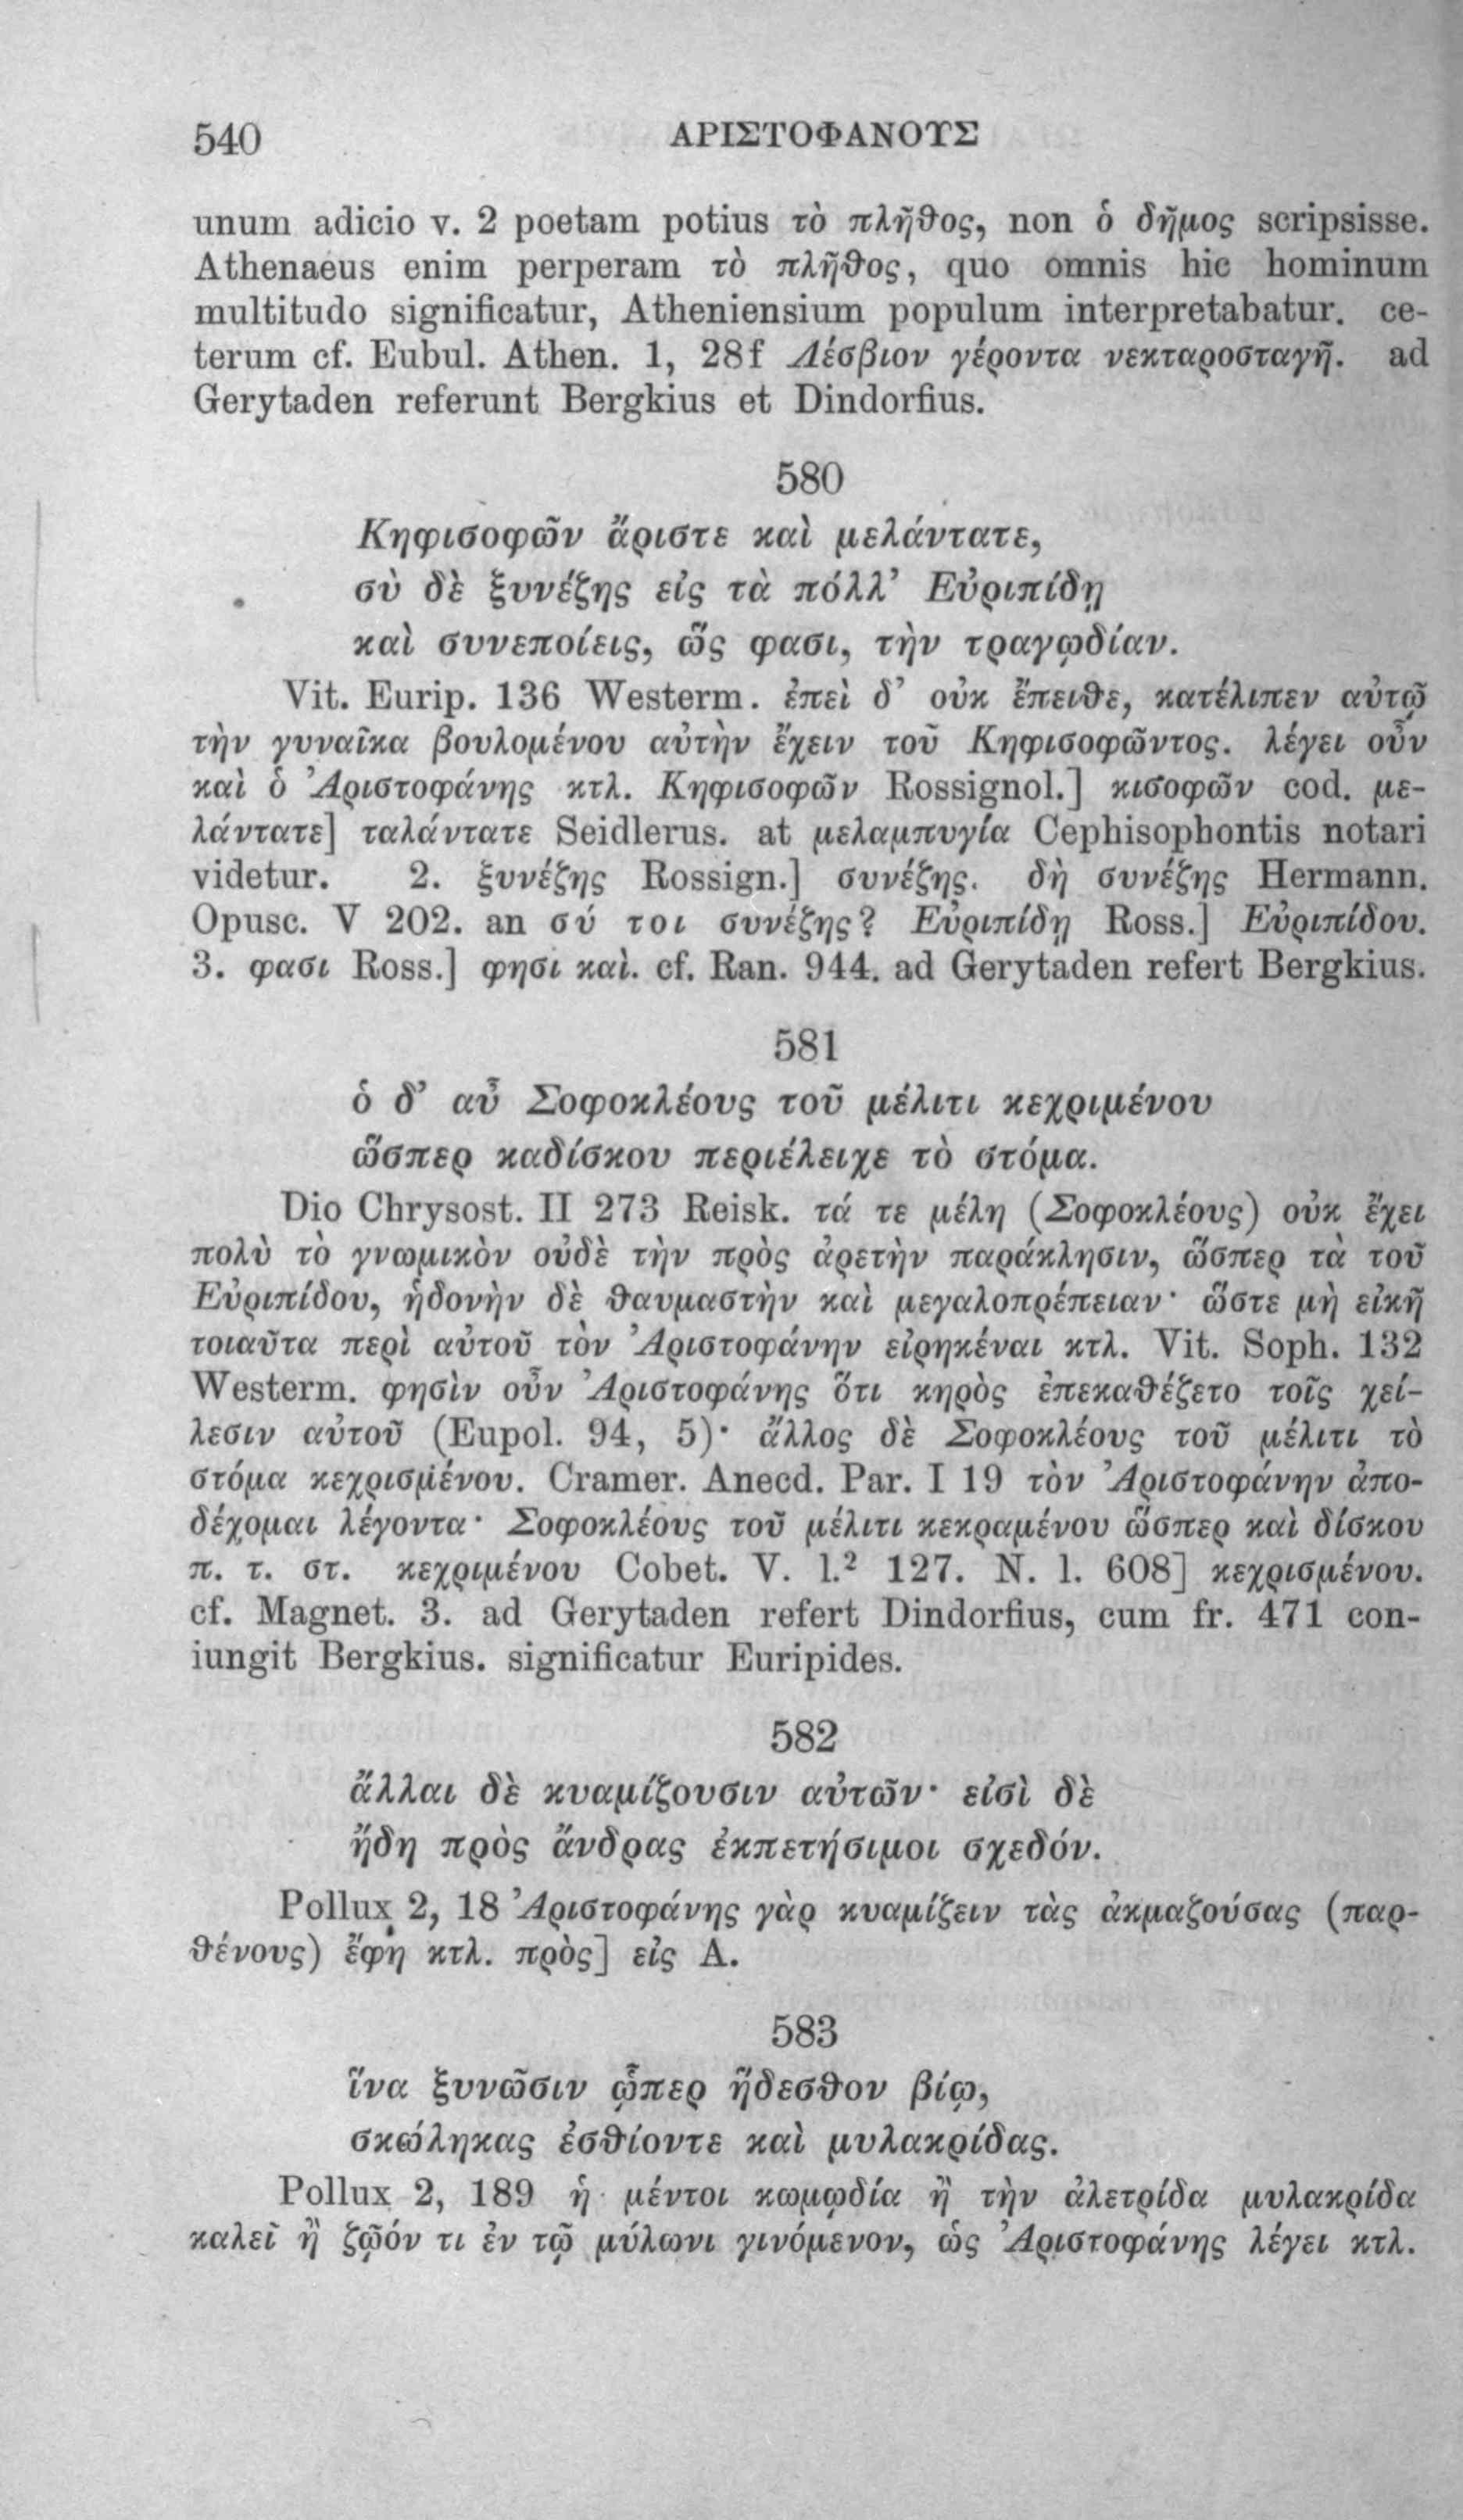 540 ΑΡΙΣΤΟΦΑΝΟΥΣ
unum adicio v. 2 poetam potius τὸ πλῆθος, non ὁ δῆμος scripsisse.
Athenaeus enim perperam τὸ πλῆθος, quo omnis hic hominum
multitudo significatur, Atheniensium populum interpretabatur. ce-
terum cf. Eubul. Athen. 1, 28f Λέσβιον γέροντα νεκταροσταγῆ. ad
Gerytaden referunt Bergkius et Dindorfius.
580
Κηφισοφῶν ἄριστε καὶ μελάντατε,
σὺ δὲ ξυνέζης εἰς τὰ πόλλ’ Εὐριπίδῃ
καὶ συνεποίεις, ὥς φασι, τὴν τραγῳδίαν.
Vit. Eurip. 136 Westerm. ἐπεὶ δ’ οὐκ ἔπειθε, κατέλιπεν αὐτῷ
τὴν γυναῖκα βουλομένου αὐτὴν ἔχειν τοῦ Κηφισοφῶντος. λέγει οὖν
καὶ ὁ Ἀριστοφάνης κτλ. Κηφισοφῶν Rossignol.] κισοφῶν cod. με-
λάντατε] ταλάντατε Seidlerus. at μελαμπυγία Cephisophontis notari
videtur. 2. ξυνέζης Rossign.] συνέζης. δὴ συνέζης Hermann.
Opusc. V 202. an σύ τοι συνέζης? Εὐριπίδῃ Ross.] Εὐριπίδου.
3. φασι Ross.] φησι καὶ. cf. Ran. 944. ad Gerytaden refert Bergkius.
581
ὁ δ’ αὖ Σοφοκλέους τοῦ μέλιτι κεχριμένου
ὥσπερ καδίσκου περιέλειχε τὸ στόμα.
Dio Chrysost. II 273 Reisk. τά τε μέλη (Σοφοκλέους) οὐκ ἔχει
πολὺ τὸ γνωμικὸν οὐδὲ τὴν πρὸς ἀρετὴν παράκλησιν, ὥσπερ τὰ τοῦ
Εὐριπίδου, ἡδονὴν δὲ θαυμαστὴν καὶ μεγαλοπρέπειαν· ὥστε μὴ εἰκῆ
τοιαῦτα περὶ αὐτοῦ τὸν Ἀριστοφάνην εἰρηκέναι κτλ. Vit. Soph. 132
Westerm. φησὶν οὖν Ἀριστοφάνης ὅτι κηρὸς ἐπεκαθέζετο τοῖς χεί-
λεσιν αὐτοῦ (Eupol. 94, 5)· ἄλλος δὲ Σοφοκλέους τοῦ μέλιτι τὸ
στόμα κεχρισμένου. Cramer. Anecd. Par. I 19 τὸν Ἀριστοφάνην ἀπο-
δέχομαι λέγοντα· Σοφοκλέους τοῦ μέλιτι κεκραμένου ὥσπερ καὶ δίσκου
π. τ. στ. κεχριμένου Cobet. V. l.² 127. N. l. 608] κεχρισμένου.
cf. Magnet. 3. ad Gerytaden refert Dindorfius, cum fr. 471 con-
iungit Bergkius. significatur Euripides.
582
ἄλλαι δὲ κυαμίζουσιν αὐτῶν· εἰσὶ δὲ
ἤδη πρὸς ἄνδρας ἐκπετήσιμοι σχεδόν.
Pollux 2, 18 Ἀριστοφάνης γὰρ κυαμίζειν τὰς ἀκμαζούσας (παρ-
θένους) ἔφη κτλ. πρὸς] εἰς A.
583
ἵνα ξυνῶσιν ᾧπερ ἥδεσθον βίῳ,
σκώληκας ἐσθίοντε καὶ μυλακρίδας.
Pollux 2, 189 ἡ μέντοι κωμῳδία ἢ τὴν ἀλετρίδα μυλακρίδα
καλεῖ ἢ ζῷόν τι ἐν τῷ μύλωνι γινόμενον, ὡς Ἀριστοφάνης λέγει κτλ.